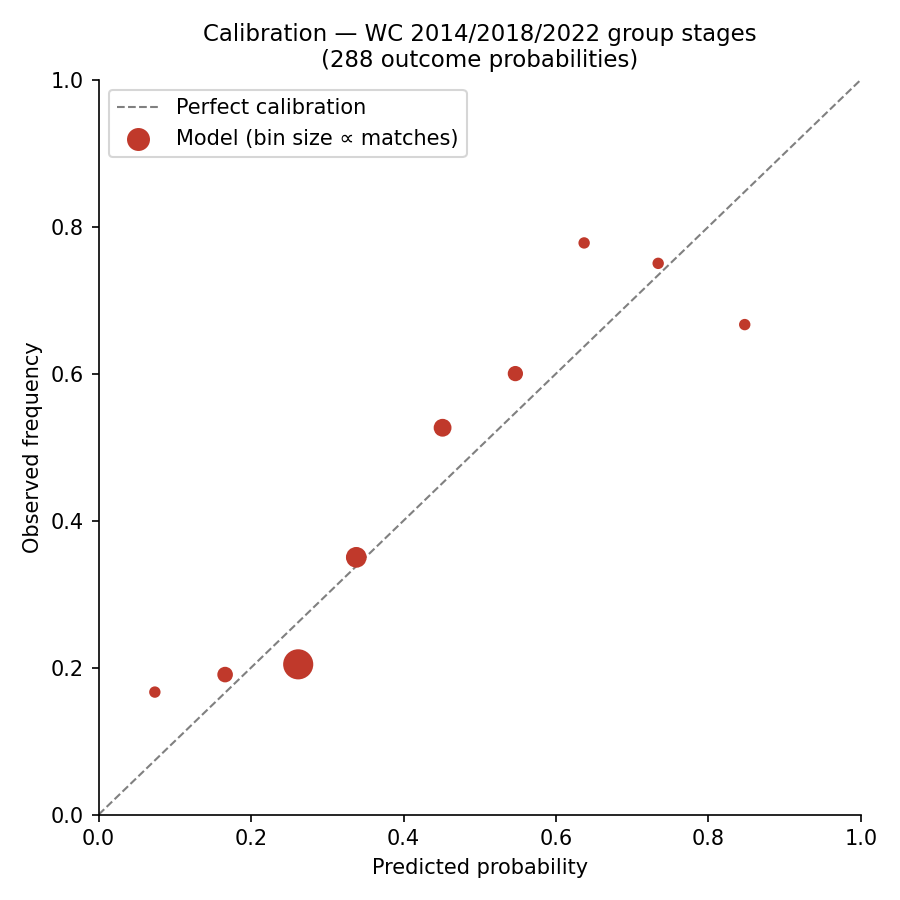 Calibration — WC 2014/2018/2022 group stages
(288 outcome probabilities)
Perfect calibration
Model (bin size ∝ matches)
Observed frequency
1.0
0.8
0.6
0.4
0.2
0.0
0.0 0.2 0.4 0.6 0.8 1.0
Predicted probability